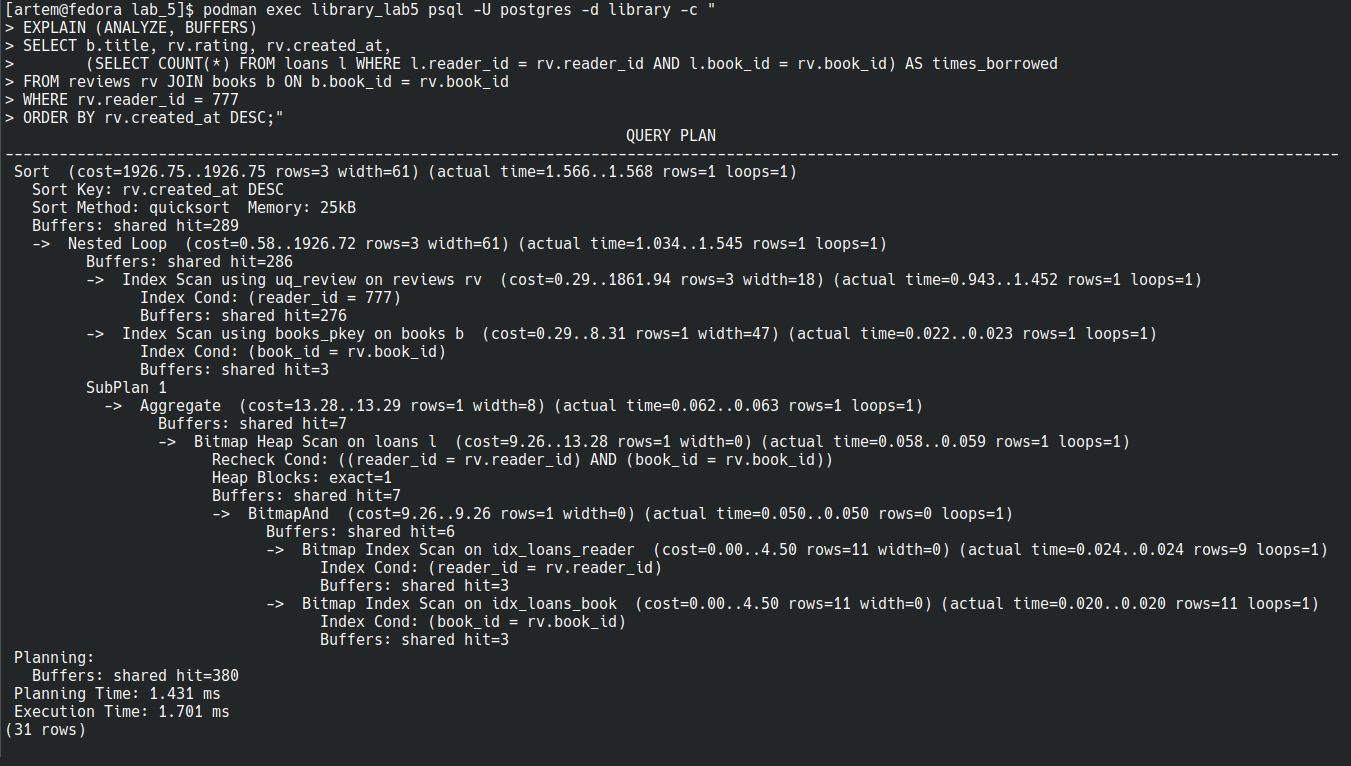 [artem@fedora lab_5]$ podman exec library_lab5 psql -U postgres -d library -c "
> EXPLAIN (ANALYZE, BUFFERS)
> SELECT b.title, rv.rating, rv.created_at,
>        (SELECT COUNT(*) FROM loans l WHERE l.reader_id = rv.reader_id AND l.book_id = rv.book_id) AS times_borrowed
> FROM reviews rv JOIN books b ON b.book_id = rv.book_id
> WHERE rv.reader_id = 777
> ORDER BY rv.created_at DESC;"
QUERY PLAN
----------------------------------------------------------------------------------------------------------------------------------------------------
Sort  (cost=1926.75..1926.75 rows=3 width=61) (actual time=1.566..1.568 rows=1 loops=1)
  Sort Key: rv.created_at DESC
  Sort Method: quicksort  Memory: 25kB
  Buffers: shared hit=289
  ->  Nested Loop  (cost=0.58..1926.72 rows=3 width=61) (actual time=1.034..1.545 rows=1 loops=1)
        Buffers: shared hit=286
        ->  Index Scan using uq_review on reviews rv  (cost=0.29..1861.94 rows=3 width=18) (actual time=0.943..1.452 rows=1 loops=1)
              Index Cond: (reader_id = 777)
              Buffers: shared hit=276
        ->  Index Scan using books_pkey on books b  (cost=0.29..8.31 rows=1 width=47) (actual time=0.022..0.023 rows=1 loops=1)
              Index Cond: (book_id = rv.book_id)
              Buffers: shared hit=3
        SubPlan 1
          ->  Aggregate  (cost=13.28..13.29 rows=1 width=8) (actual time=0.062..0.063 rows=1 loops=1)
                Buffers: shared hit=7
                ->  Bitmap Heap Scan on loans l  (cost=9.26..13.28 rows=1 width=0) (actual time=0.058..0.059 rows=1 loops=1)
                      Recheck Cond: ((reader_id = rv.reader_id) AND (book_id = rv.book_id))
                      Heap Blocks: exact=1
                      Buffers: shared hit=7
                      ->  BitmapAnd  (cost=9.26..9.26 rows=1 width=0) (actual time=0.050..0.050 rows=0 loops=1)
                            Buffers: shared hit=6
                            ->  Bitmap Index Scan on idx_loans_reader  (cost=0.00..4.50 rows=11 width=0) (actual time=0.024..0.024 rows=9 loops=1)
                                  Index Cond: (reader_id = rv.reader_id)
                                  Buffers: shared hit=3
                            ->  Bitmap Index Scan on idx_loans_book  (cost=0.00..4.50 rows=11 width=0) (actual time=0.020..0.020 rows=11 loops=1)
                                  Index Cond: (book_id = rv.book_id)
                                  Buffers: shared hit=3
Planning:
  Buffers: shared hit=380
Planning Time: 1.431 ms
Execution Time: 1.701 ms
(31 rows)